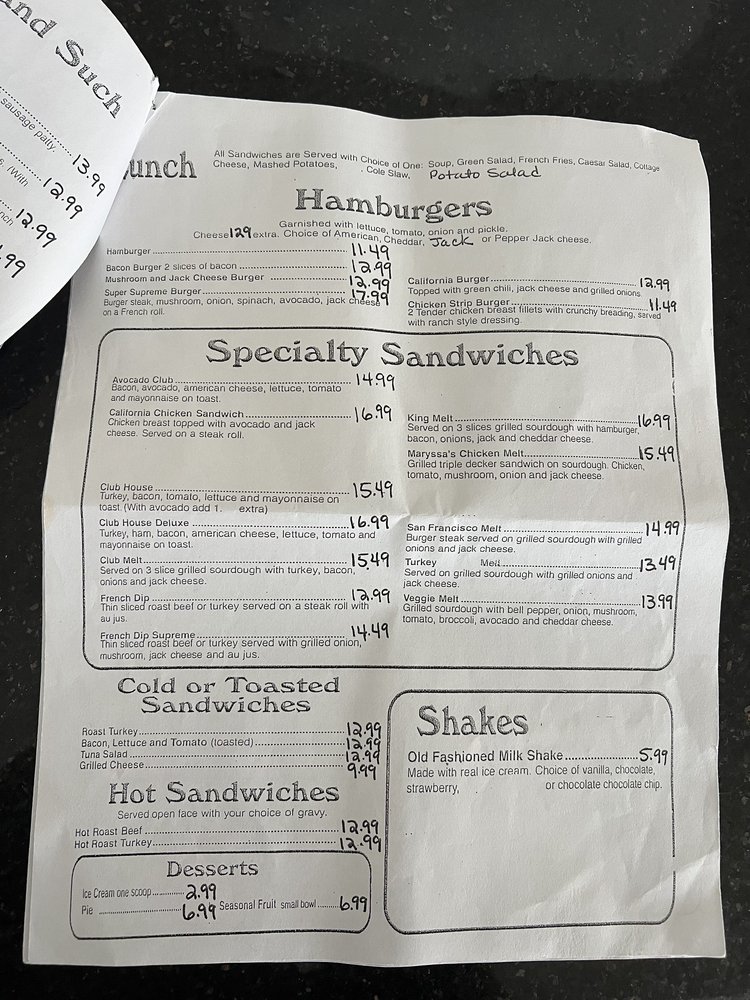 and Such
sausage patty 13.99
/With 12.99
12.99
.99
unch
All Sandwiches are Served with Choice of One: Soup, Green Salad, French Fries, Caesar Salad, Cottage
Cheese, Mashed Potatoes, Cole Slaw, Potato Salad
Hamburgers
Garnished with lettuce, tomato, onion and pickle.
Cheese 129 extra. Choice of American, Cheddar, Jack or Pepper Jack cheese.
Hamburger 11.49
Bacon Burger 2 slices of bacon 12.99
Mushroom and Jack Cheese Burger 12.99
Super Supreme Burger 17.99
Burger steak, mushroom, onion, spinach, avocado, jack cheese
on a French roll.
California Burger 12.99
Topped with green chili, jack cheese and grilled onions.
Chicken Strip Burger 11.49
2 Tender chicken breast fillets with crunchy breading, served
with ranch style dressing.
Specialty Sandwiches
Avocado Club 14.99
Bacon, avocado, american cheese, lettuce, tomato
and mayonnaise on toast.
California Chicken Sandwich 16.99
Chicken breast topped with avocado and jack
cheese. Served on a steak roll.
Club House 15.49
Turkey, bacon, tomato, lettuce and mayonnaise on
toast. (With avocado add 1. extra)
Club House Deluxe 16.99
Turkey, ham, bacon, american cheese, lettuce, tomato and
mayonnaise on toast.
Club Melt 15.49
Served on 3 slice grilled sourdough with turkey, bacon,
onions and jack cheese.
French Dip 12.99
Thin sliced roast beef or turkey served on a steak roll with
au jus.
French Dip Supreme 14.49
Thin sliced roast beef or turkey served with grilled onion,
mushroom, jack cheese and au jus.
King Melt 16.99
Served on 3 slices grilled sourdough with hamburger,
bacon, onions, jack and cheddar cheese.
Maryssa's Chicken Melt 15.49
Grilled triple decker sandwich on sourdough. Chicken,
tomato, mushroom, onion and jack cheese.
San Francisco Melt 14.99
Burger steak served on grilled sourdough with grilled
onions and jack cheese.
Turkey Melt 13.49
Served on grilled sourdough with grilled onions and
jack cheese.
Veggie Melt 13.99
Grilled sourdough with bell pepper, onion, mushroom,
tomato, broccoli, avocado and cheddar cheese.
Cold or Toasted
Sandwiches
Roast Turkey 12.99
Bacon, Lettuce and Tomato (toasted) 12.99
Tuna Salad 12.99
Grilled Cheese 9.99
Hot Sandwiches
Served open face with your choice of gravy.
Hot Roast Beef 12.99
Hot Roast Turkey 12.99
Desserts
Ice Cream one scoop 2.99
Pie 6.99
Seasonal Fruit small bowl 6.99
Shakes
Old Fashioned Milk Shake 5.99
Made with real ice cream. Choice of vanilla, chocolate,
strawberry, or chocolate chocolate chip.